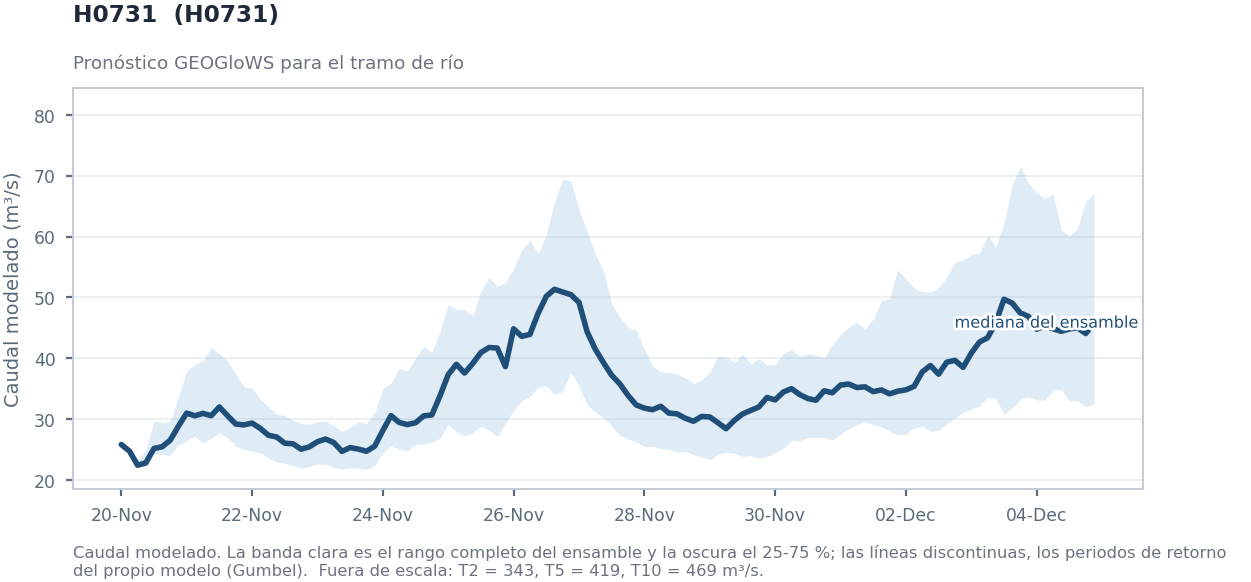 H0731 (H0731)
Pronóstico GEOGloWS para el tramo de río
Caudal modelado (m³/s)
80
70
60
50
40
30
20
mediana del ensamble
20-Nov
22-Nov
24-Nov
26-Nov
28-Nov
30-Nov
02-Dec
04-Dec
Caudal modelado. La banda clara es el rango completo del ensamble y la oscura el 25-75 %; las líneas discontinuas, los periodos de retorno
del propio modelo (Gumbel). Fuera de escala: T2 = 343, T5 = 419, T10 = 469 m³/s.